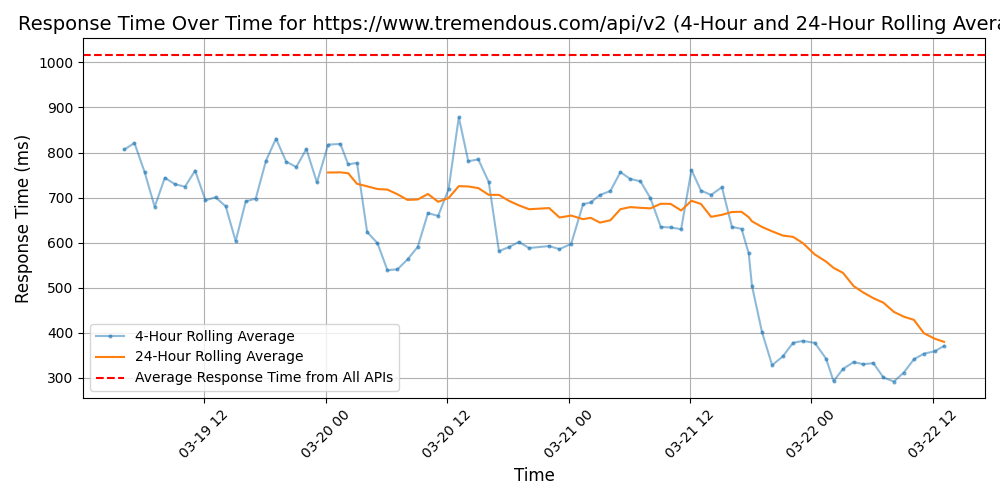 Response Time Over Time for https://www.tremendous.com/api/v2 (4-Hour and 24-Hour Rolling Avera
Response Time (ms)
1000
900
800
700
600
500
400
300
4-Hour Rolling Average
24-Hour Rolling Average
Average Response Time from All APIs
03-19 12
03-20 00
03-20 12
03-21 00
03-21 12
03-22 00
03-22 12
Time